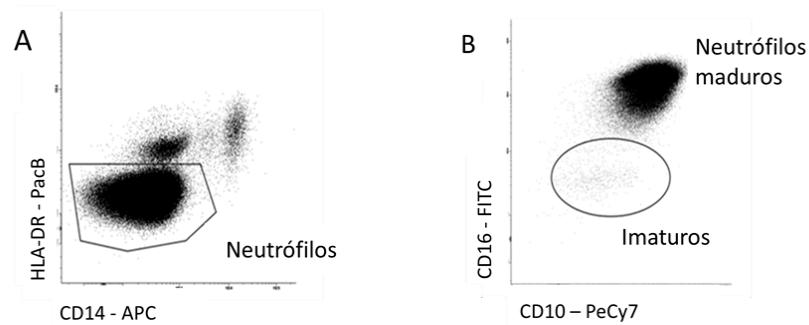 A
HLA-DR - PacB
Neutrófilos
CD14 - APC
B
Neutrófilos
maduros
CD16 - FITC
Imaturos
CD10 – PeCy7